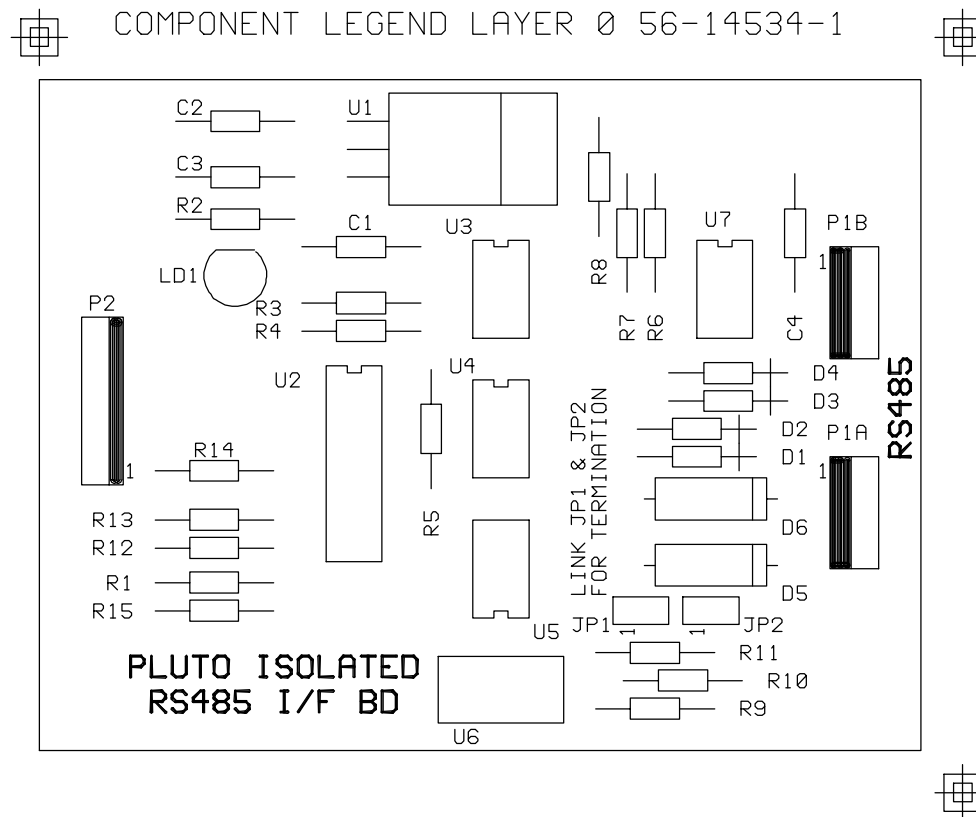 COMPONENT LEGEND LAYER 0 56-14534-1
C2
U1
C3
R2
U3
C1
U7
P1B
1
LD1
R8
P2
R3
R4
R7
R6
C4
U2
U4
D4
D3
RS485
D2
P1A
D1
R14
1
1
R5
LINK JP1 & JP2
FOR TERMINATION
R13
D6
R12
R1
D5
R15
JP1
1
1
JP2
U5
PLUTO ISOLATED
RS485 I/F BD
R11
R10
R9
U6